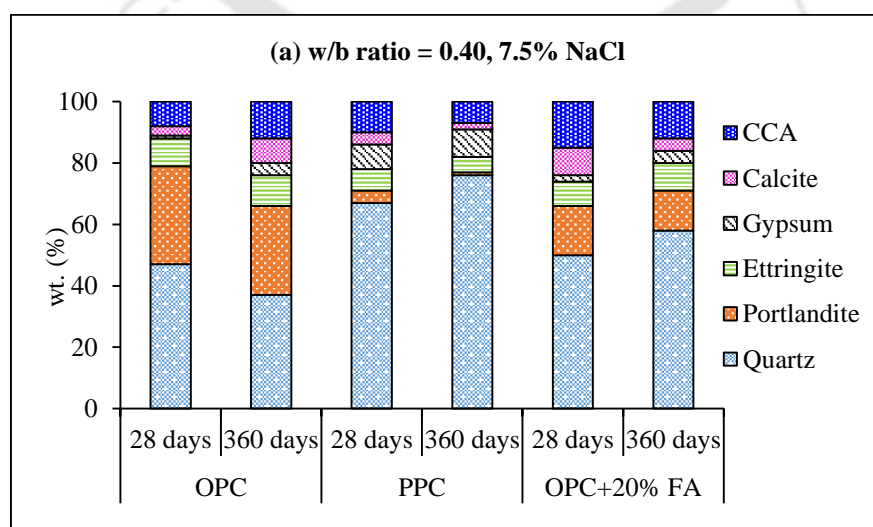 (a) w/b ratio = 0.40, 7.5% NaCl
wt. (%)
100
80
60
40
20
0
CCA
Calcite
Gypsum
Ettringite
Portlandite
Quartz
28 days 360 days 28 days 360 days 28 days 360 days
OPC PPC OPC+20% FA